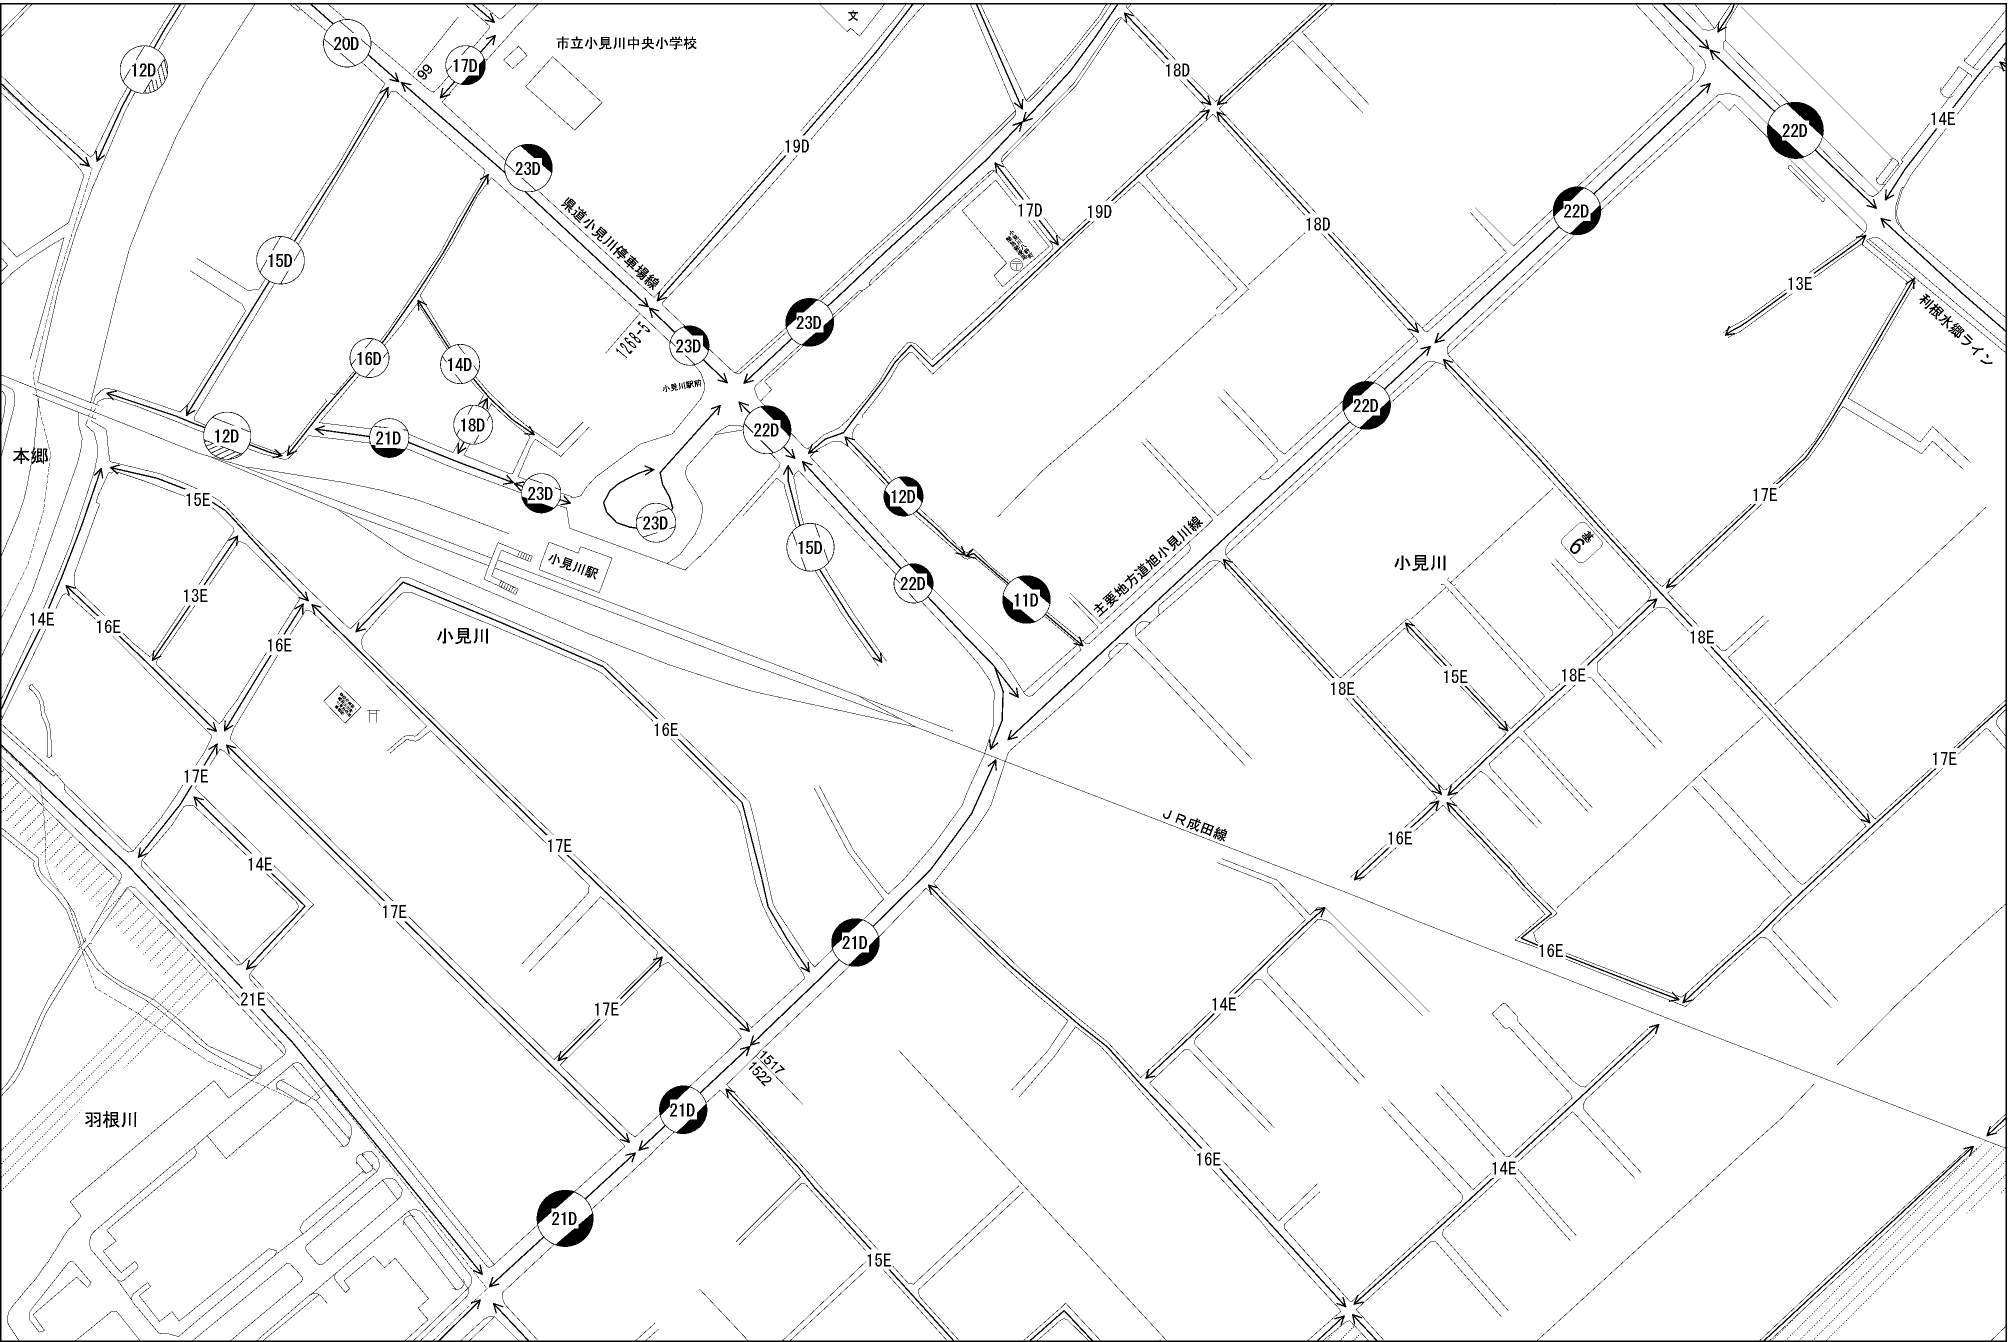 文
20D
市立小見川中央小学校
12D
17D
99
18D
14E
22D
19D
23D
県道小見川停車場線
17D
19D
22D
18D
15D
13E
利根水郷ライン
23D
1268-5
23D
16D
14D
小見川駅前
22D
12D
21D
18D
22D
本郷
15E
23D
12D
17E
23D
主要地方道旭小見川線
15D
基
6
小見川駅
小見川
22D
13E
11D
14E
16E
小見川
16E
18E
18E
15E
18E
16E
17E
17E
JR成田線
17E
14E
16E
17E
21D
16E
21E
14E
17E
1517
1522
羽根川
21D
16E
14E
21D
15E